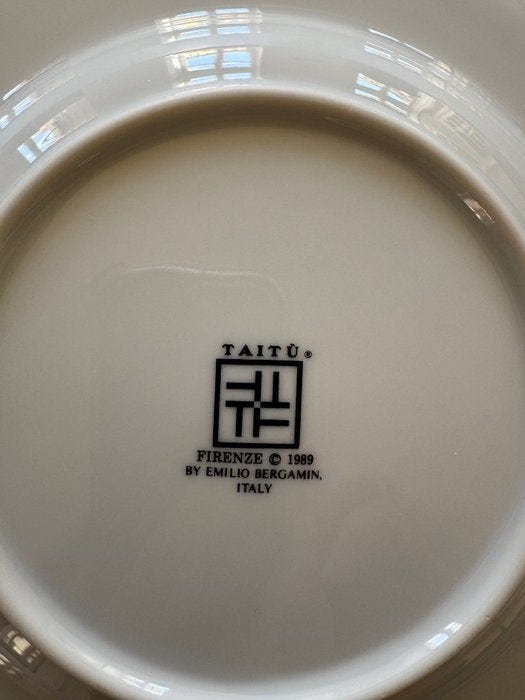 TAITÙ®
FIRENZE © 1989
BY EMILIO BERGAMIN.
ITALY